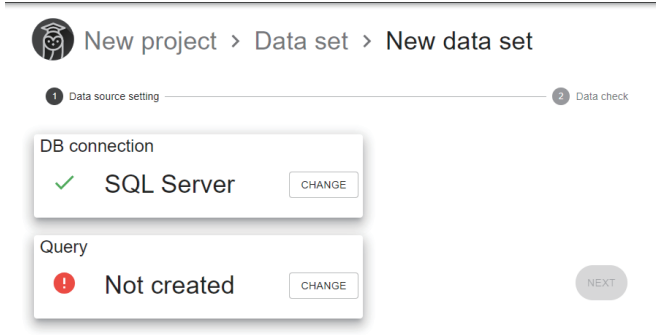 New project > Data set > New data set
1 Data source setting 2 Data check
DB connection
SQL Server CHANGE
Query
! Not created CHANGE
NEXT